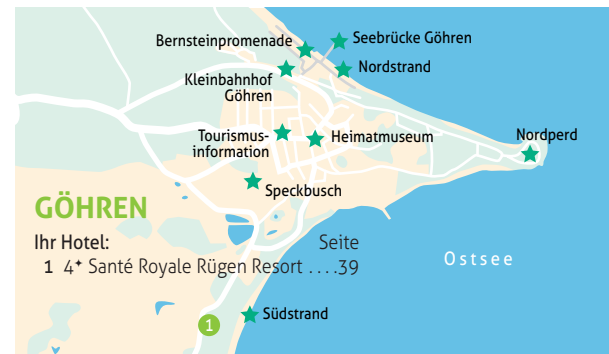 Bernsteinpromenade
Seebrücke Göhren
Nordstrand
Kleinbahnhof
Göhren
Tourismus-
information
Heimatmuseum
Nordperd
Speckbusch
GÖHREN
Ihr Hotel: Seite
1 4⁺ Santé Royale Rügen Resort ....39
Ostsee
1
Südstrand